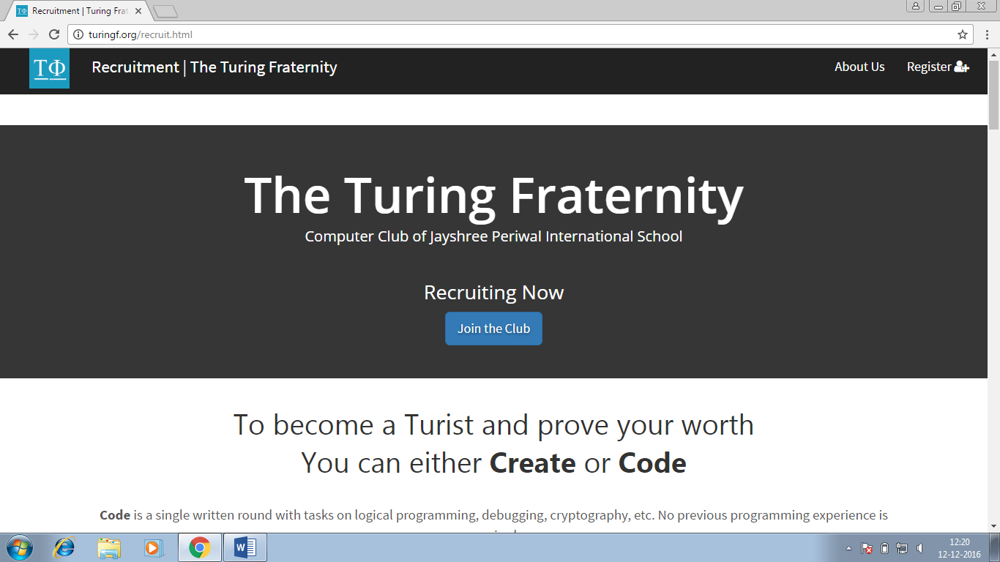 Recruitment | Turing Frat
turingf.org/recruit.html
ΤΦ
Recruitment | The Turing Fraternity
About Us
Register
The Turing Fraternity
Computer Club of Jayshree Periwal International School
Recruiting Now
Join the Club
To become a Turist and prove your worth
You can either Create or Code
Code is a single written round with tasks on logical programming, debugging, cryptography, etc. No previous programming experience is
12:20
12-12-2016